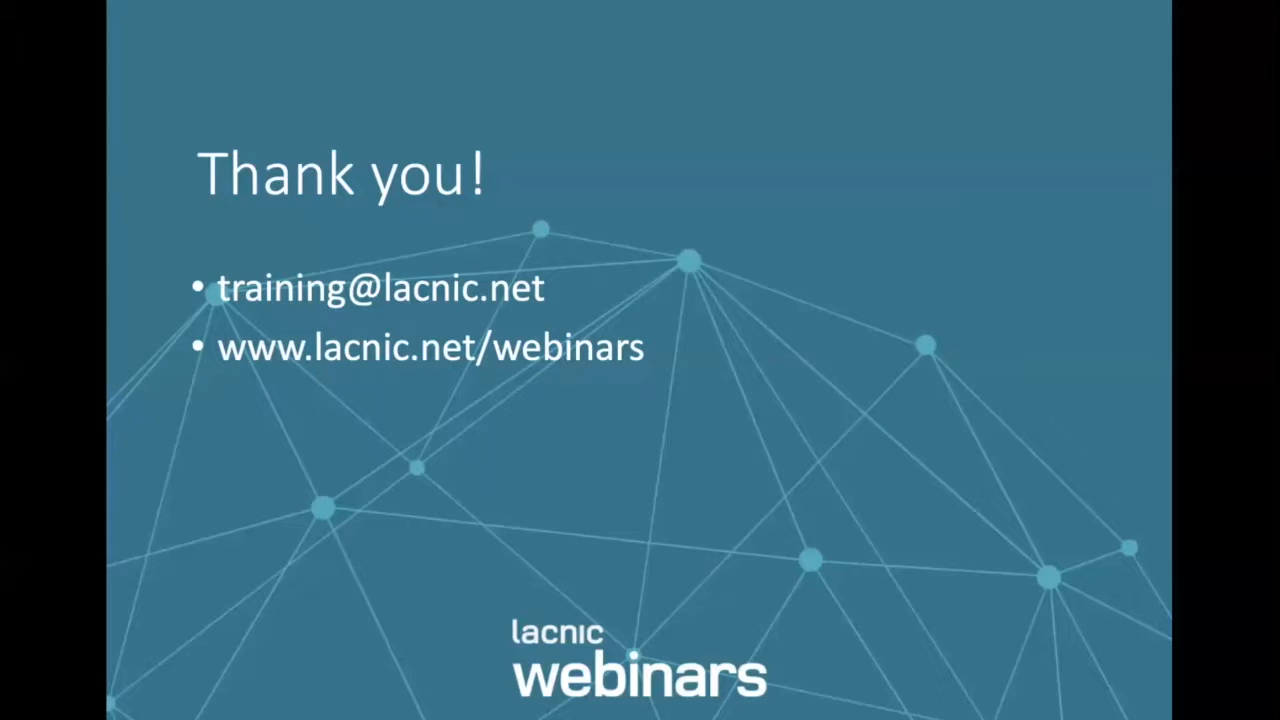 Thank you!
• training@lacnic.net
• www.lacnic.net/webinars
lacnic
webinars